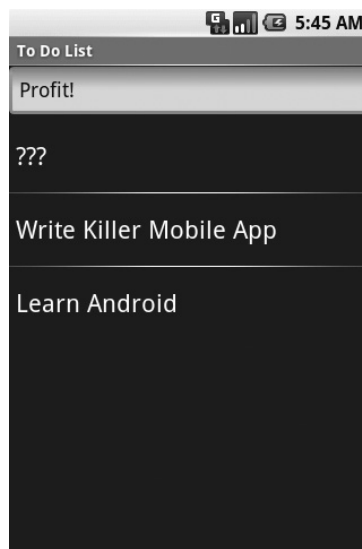 G
5:45 AM
To Do List
Profit!
???
Write Killer Mobile App
Learn Android